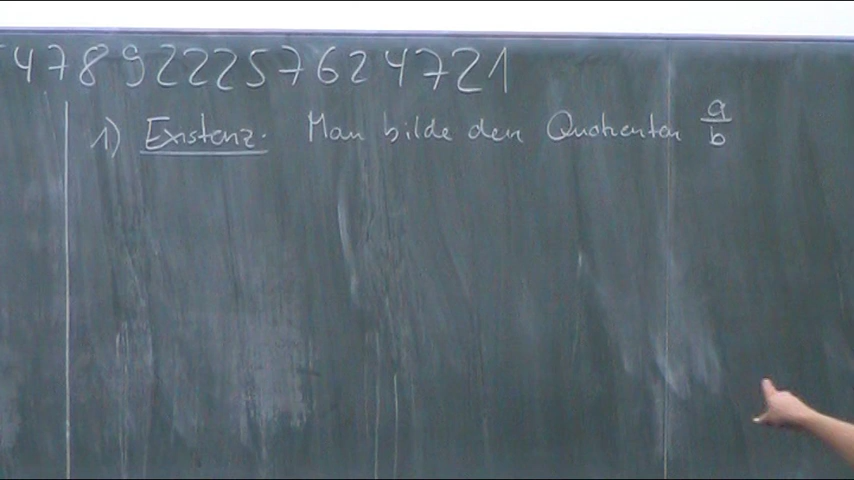 478922257624721
1) Existenz. Man bilde den Quotienten a/b